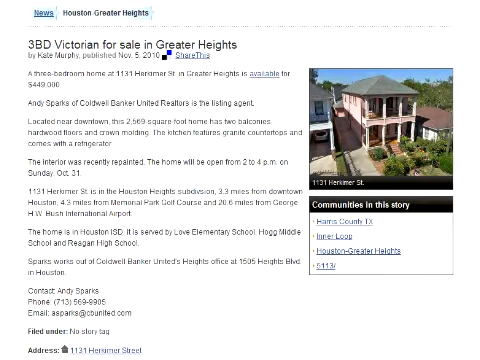 News Houston-Greater Heights
3BD Victorian for sale in Greater Heights
by Kate Murphy, published Nov. 5, 2010 ShareThis
A three-bedroom home at 1131 Herkimer St. in Greater Heights is available for
$449,000.
Andy Sparks of Coldwell Banker United Realtors is the listing agent.
Located near downtown, this 2,569-square-foot home has two balconies,
hardwood floors and crown molding. The kitchen features granite countertops and
comes with a refrigerator.
The interior was recently repainted. The home will be open from 2 to 4 p.m. on
Sunday, Oct. 31.
1131 Herkimer St. is in the Houston Heights subdivision, 3.3 miles from downtown
Houston, 4.3 miles from Memorial Park Golf Course and 20.6 miles from George
H.W. Bush International Airport.
The home is in Houston ISD. It is served by Love Elementary School, Hogg Middle
School and Reagan High School.
Sparks works out of Coldwell Banker United's Heights office at 1505 Heights Blvd.
in Houston.
Contact: Andy Sparks
Phone: (713) 569-9905
Email: asparks@cbunited.com
Filed under: No story tag
Address: 1131 Herkimer Street
1131 Herkimer St.
Communities in this story
Harris County TX
Inner Loop
Houston-Greater Heights